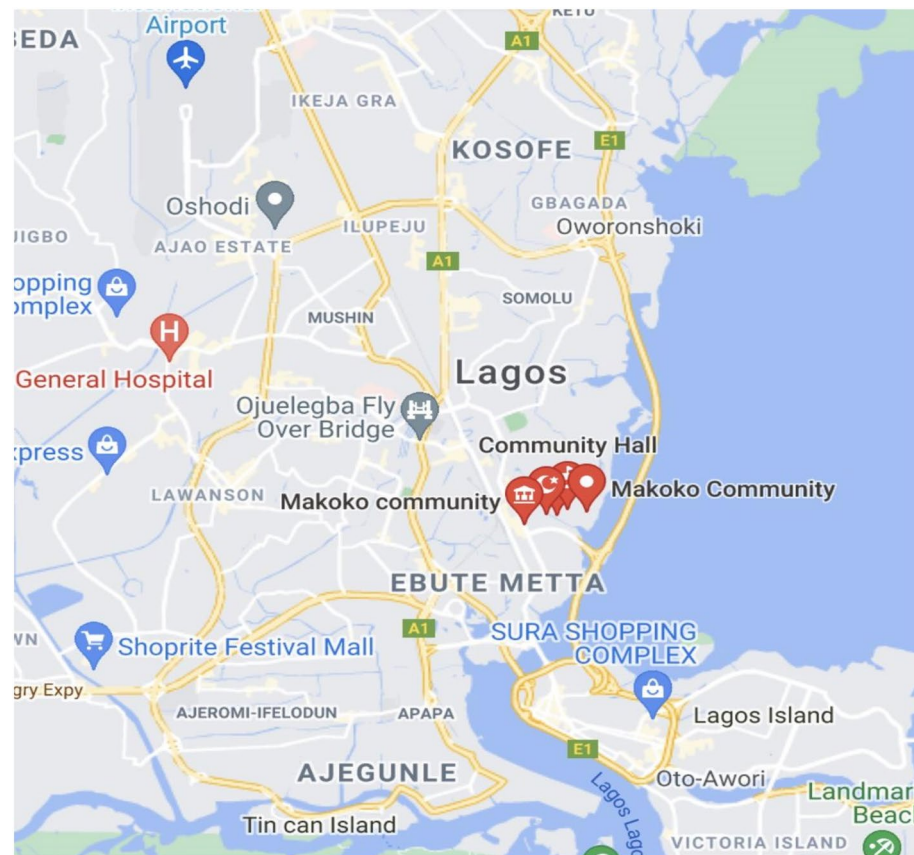 KETU
Airport
BEDA
A1
IKEJA GRA
KOSOFE
E1
Oshodi
GBAGADA
JIGBO
AJAO ESTATE
ILUPEJU
Oworonshoki
A1
opping
omplex
SOMOLU
MUSHIN
H
General Hospital
Lagos
Ojuelegba Fly
Over Bridge
xpress
Community Hall
LAWANSON
Makoko community
Makoko Community
EBUTE METTA
A1
WN
Shoprite Festival Mall
SURA SHOPPING
COMPLEX
gry Expy
AJEROMI-IFELODUN
APAPA
Lagos Island
E1
AJEGUNLE
Oto-Awori
Tin can Island
Lagos Lago
Landmar
Beac
VICTORIA ISLAND